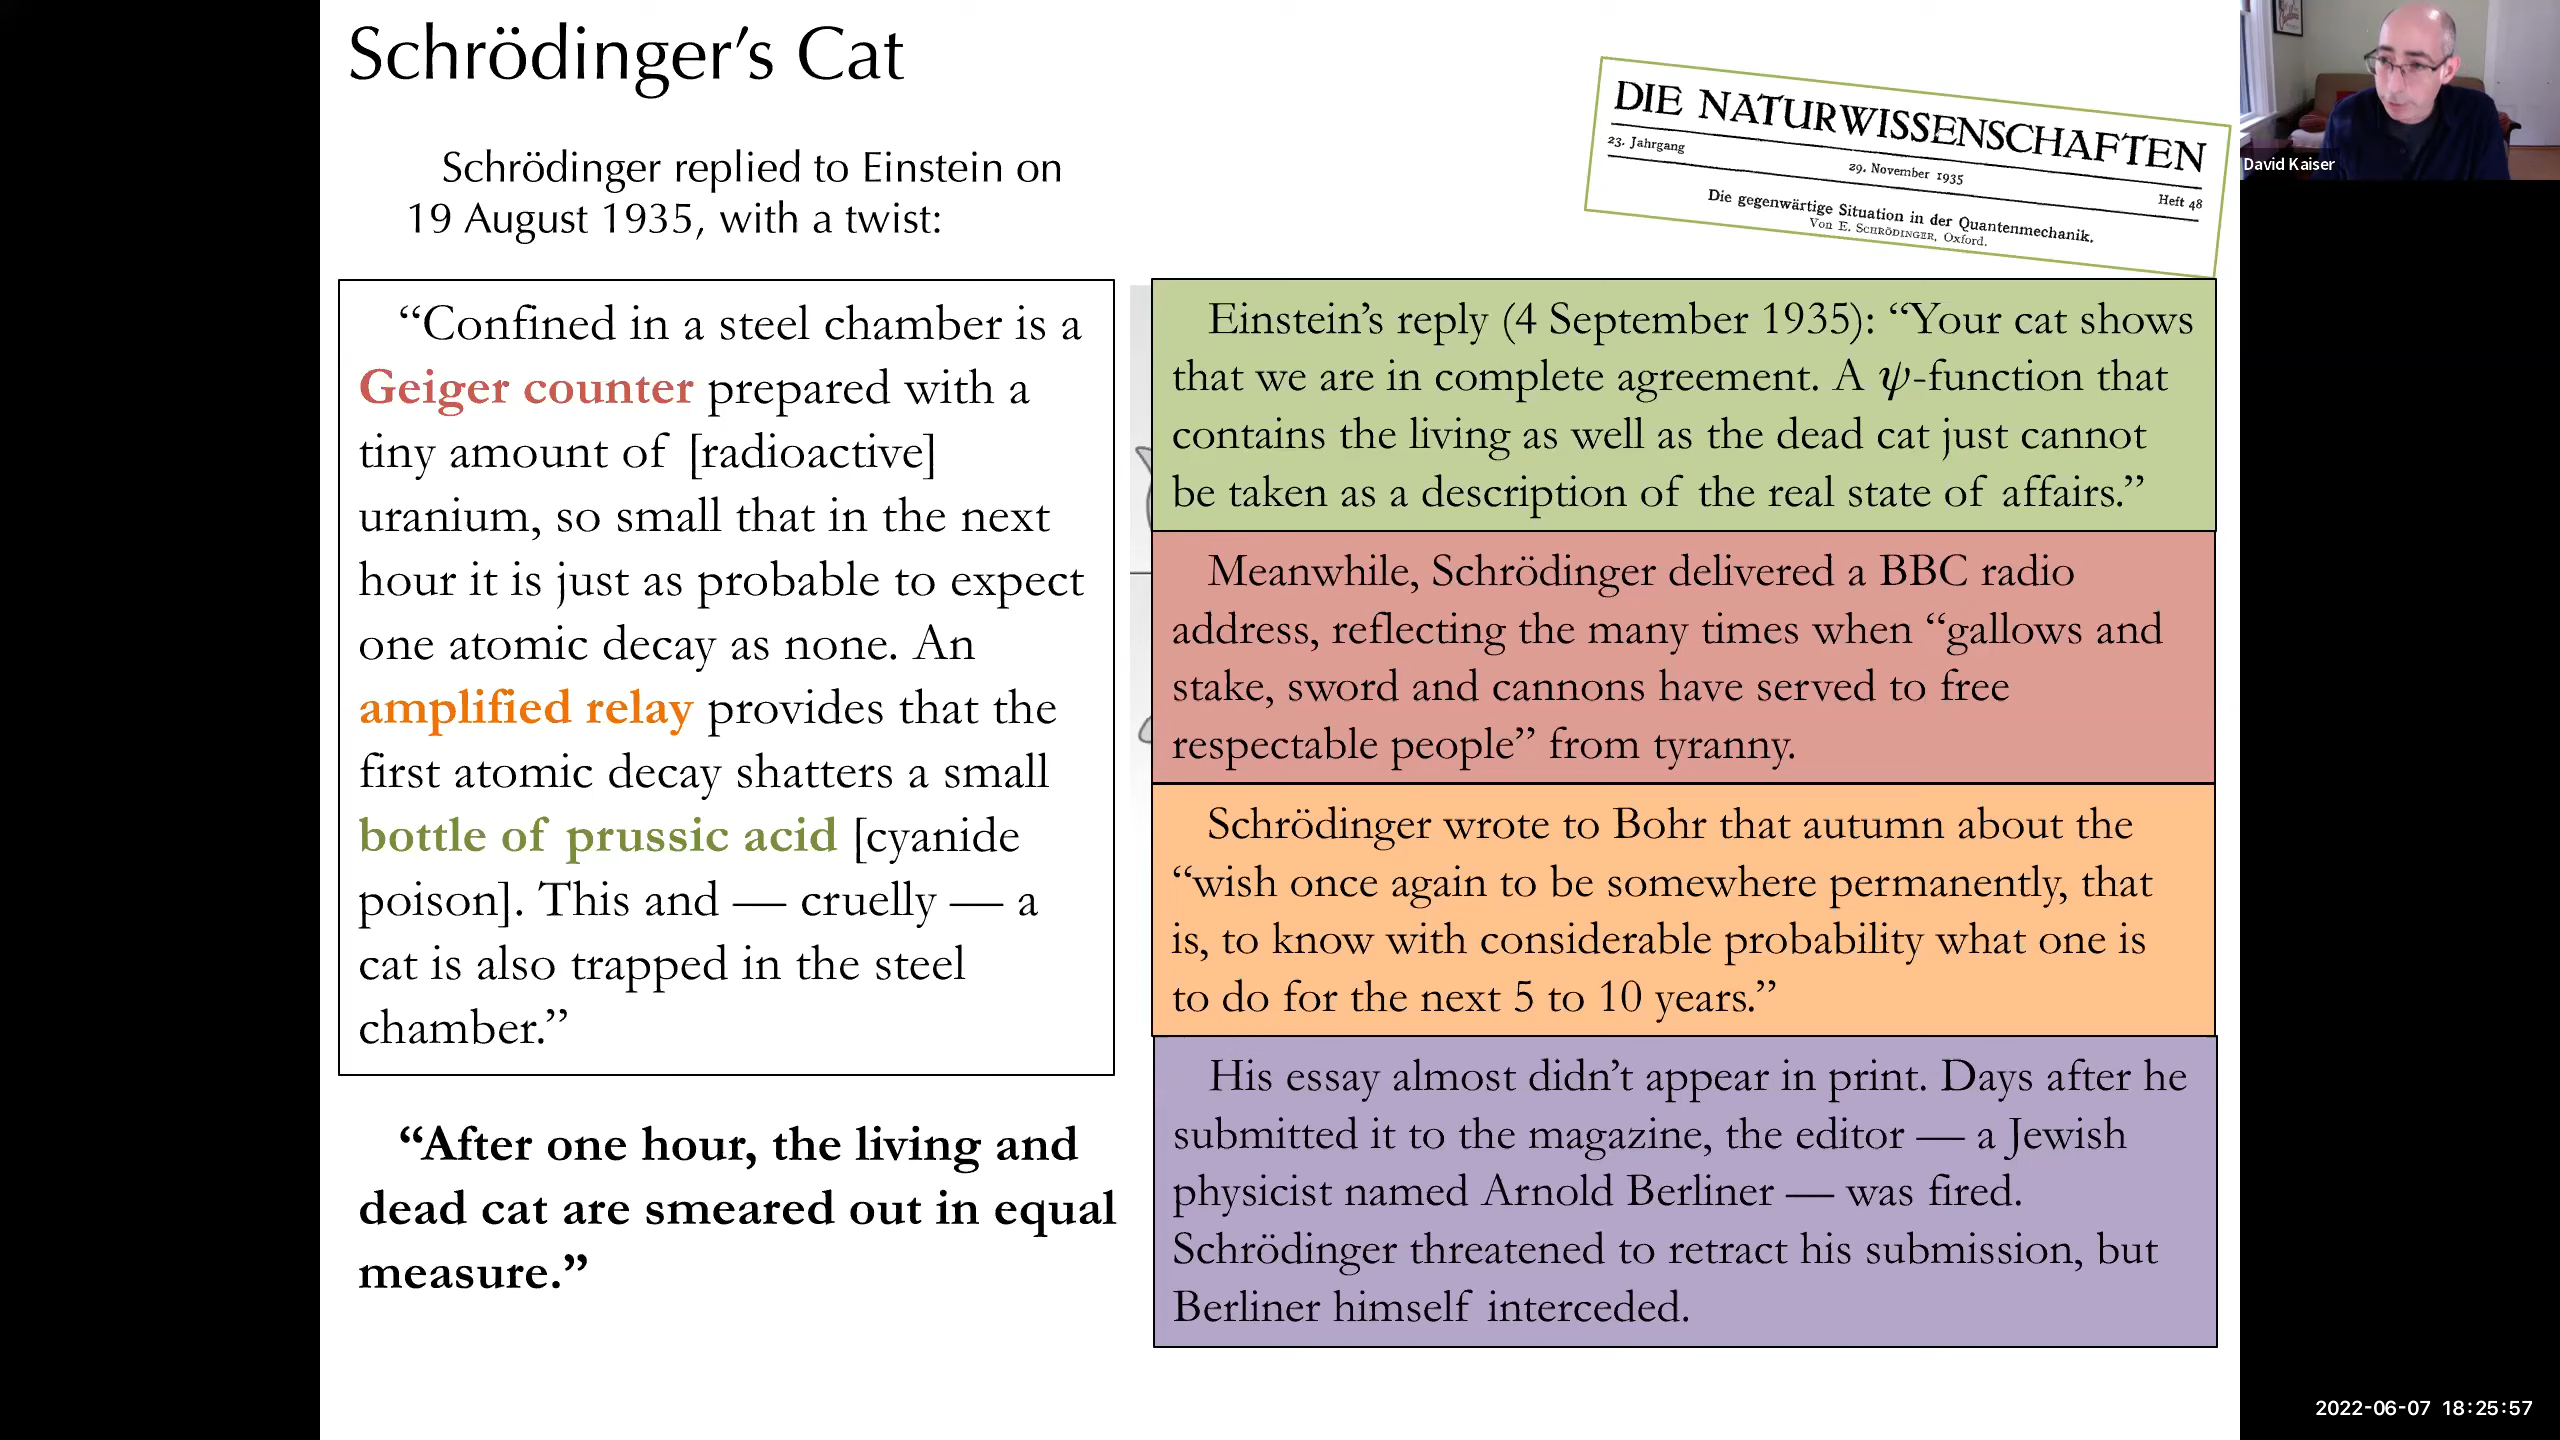 Schrödinger’s Cat
Schrödinger replied to Einstein on
19 August 1935, with a twist:
“Confined in a steel chamber is a
Geiger counter prepared with a
tiny amount of [radioactive]
uranium, so small that in the next
hour it is just as probable to expect
one atomic decay as none. An
amplified relay provides that the
first atomic decay shatters a small
bottle of prussic acid [cyanide
poison]. This and — cruelly — a
cat is also trapped in the steel
chamber.”
“After one hour, the living and
dead cat are smeared out in equal
measure.”
DIE NATURWISSENSCHAFTEN
23. Jahrgang
29. November 1935
Heft 48
Die gegenwärtige Situation in der Quantenmechanik.
Von E. SCHRÖDINGER, Oxford.
Einstein’s reply (4 September 1935): “Your cat shows
that we are in complete agreement. A ψ-function that
contains the living as well as the dead cat just cannot
be taken as a description of the real state of affairs.”
Meanwhile, Schrödinger delivered a BBC radio
address, reflecting the many times when “gallows and
stake, sword and cannons have served to free
respectable people” from tyranny.
Schrödinger wrote to Bohr that autumn about the
“wish once again to be somewhere permanently, that
is, to know with considerable probability what one is
to do for the next 5 to 10 years.”
His essay almost didn’t appear in print. Days after he
submitted it to the magazine, the editor — a Jewish
physicist named Arnold Berliner — was fired.
Schrödinger threatened to retract his submission, but
Berliner himself interceded.
David Kaiser
2022-06-07 18:25:57